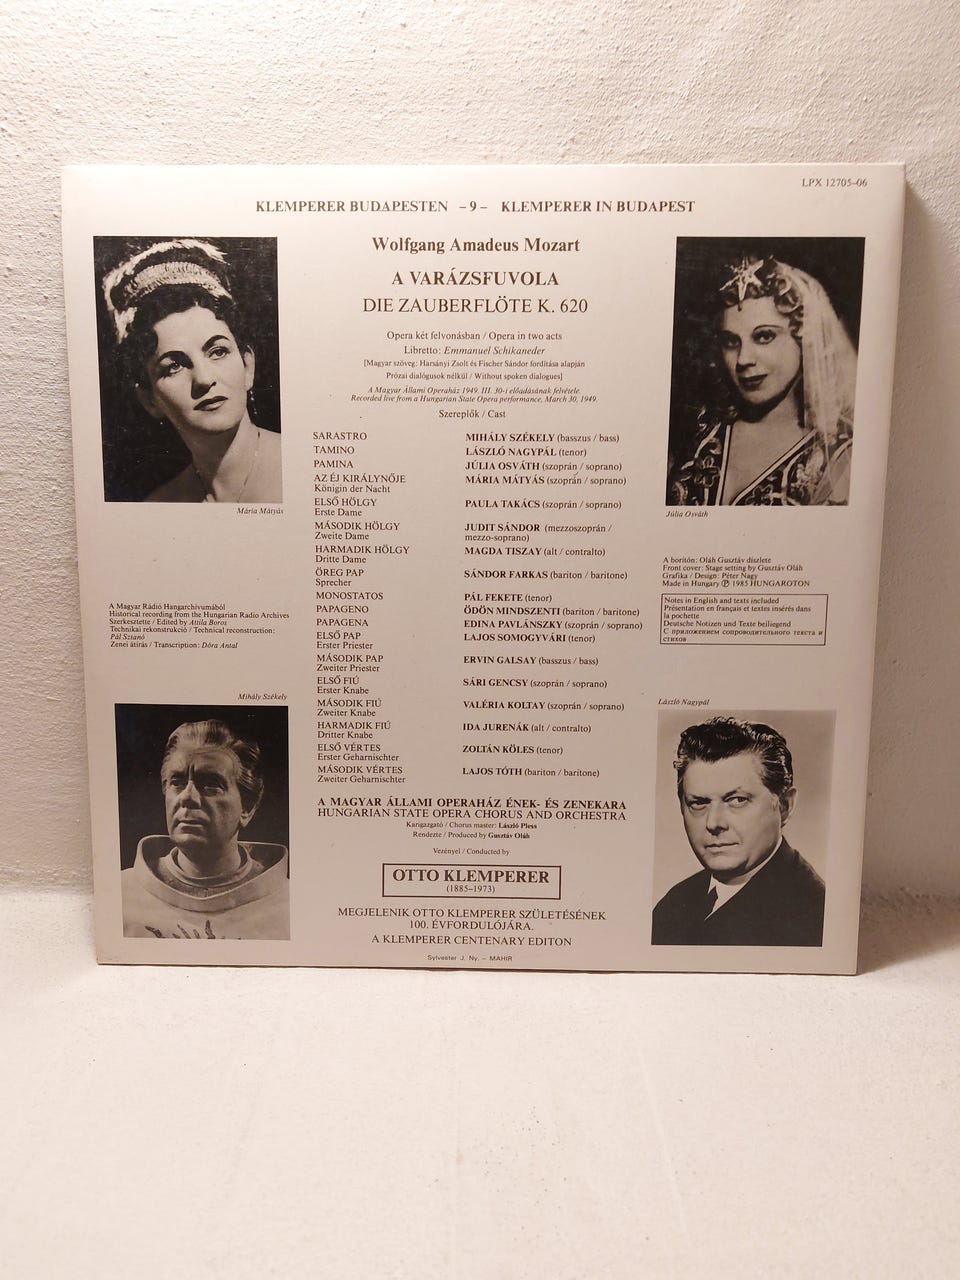 LPX 12705-06
KLEMPERER BUDAPESTEN - 9 - KLEMPERER IN BUDAPEST
Wolfgang Amadeus Mozart
A VARÁZSFUVOLA
DIE ZAUBERFLÖTE K. 620
Opera két felvonásban / Opera in two acts
Libretto: Emmanuel Schikaneder
[Magyar szöveg: Harsányi Zsolt és Fischer Sándor fordítása alapján
Prózai dialógusok nélkül / Without spoken dialogues]
A Magyar Állami Operaház 1949. III. 30-i előadásának felvétele.
Recorded live from a Hungarian State Opera performance, March 30, 1949.
Szereplők / Cast
SARASTRO MIHÁLY SZÉKELY (basszus / bass)
TAMINO LÁSZLÓ NAGYPÁL (tenor)
PAMINA JÚLIA OSVÁTH (szoprán / soprano)
AZ ÉJ KIRÁLYNŐJE MÁRIA MÁTYÁS (szoprán / soprano)
Königin der Nacht
ELSŐ HÖLGY PAULA TAKÁCS (szoprán / soprano)
Erste Dame
MÁSODIK HÖLGY JUDIT SÁNDOR (mezzoszoprán /
Zweite Dame mezzo-soprano)
HARMADIK HÖLGY MAGDA TISZAY (alt / contralto)
Dritte Dame
ÖREG PAP SÁNDOR FARKAS (bariton / baritone)
Sprecher
MONOSTATOS PÁL FEKETE (tenor)
PAPAGENO ÖDÖN MINDSZENTI (bariton / baritone)
PAPAGENA EDINA PAVLÁNSZKY (szoprán / soprano)
ELSŐ PAP LAJOS SOMOGYVÁRI (tenor)
Erster Priester
MÁSODIK PAP ERVIN GALSAY (basszus / bass)
Zweiter Priester
ELSŐ FIÚ SÁRI GENCSY (szoprán / soprano)
Erster Knabe
MÁSODIK FIÚ VALÉRIA KOLTAY (szoprán / soprano)
Zweiter Knabe
HARMADIK FIÚ IDA JURENÁK (alt / contralto)
Dritter Knabe
ELSŐ VÉRTES ZOLTÁN KÖLES (tenor)
Erster Geharnischter
MÁSODIK VÉRTES LAJOS TÓTH (bariton / baritone)
Zweiter Geharnischter
A MAGYAR ÁLLAMI OPERAHÁZ ÉNEK- ÉS ZENEKARA
HUNGARIAN STATE OPERA CHORUS AND ORCHESTRA
Karigazgató / Chorus master: László Pless
Rendezte / Produced by Gusztáv Oláh
Vezényel / Conducted by
OTTO KLEMPERER
(1885-1973)
MEGJELENIK OTTO KLEMPERER SZÜLETÉSÉNEK
100. ÉVFORDULÓJÁRA.
A KLEMPERER CENTENARY EDITON
Sylvester J. Ny. - MAHIR
Mária Mátyás
A Magyar Rádió Hangarchívumából
Historical recording from the Hungarian Radio Archives
Szerkesztette / Edited by Attila Boros
Technikai rekonstrukció / Technical reconstruction:
Pál Sztanó
Zenei átírás / Transcription: Dóra Antal
Mihály Székely
Júlia Osváth
A borítón: Oláh Gusztáv díszlete
Front cover: Stage setting by Gusztáv Oláh
Grafika / Design: Péter Nagy
Made in Hungary Ⓟ 1985 HUNGAROTON
Notes in English and texts included
Présentation en français et textes insérés dans
la pochette
Deutsche Notizen und Texte beiliegend
С приложением сопроводительного текста и
стихов
László Nagypál